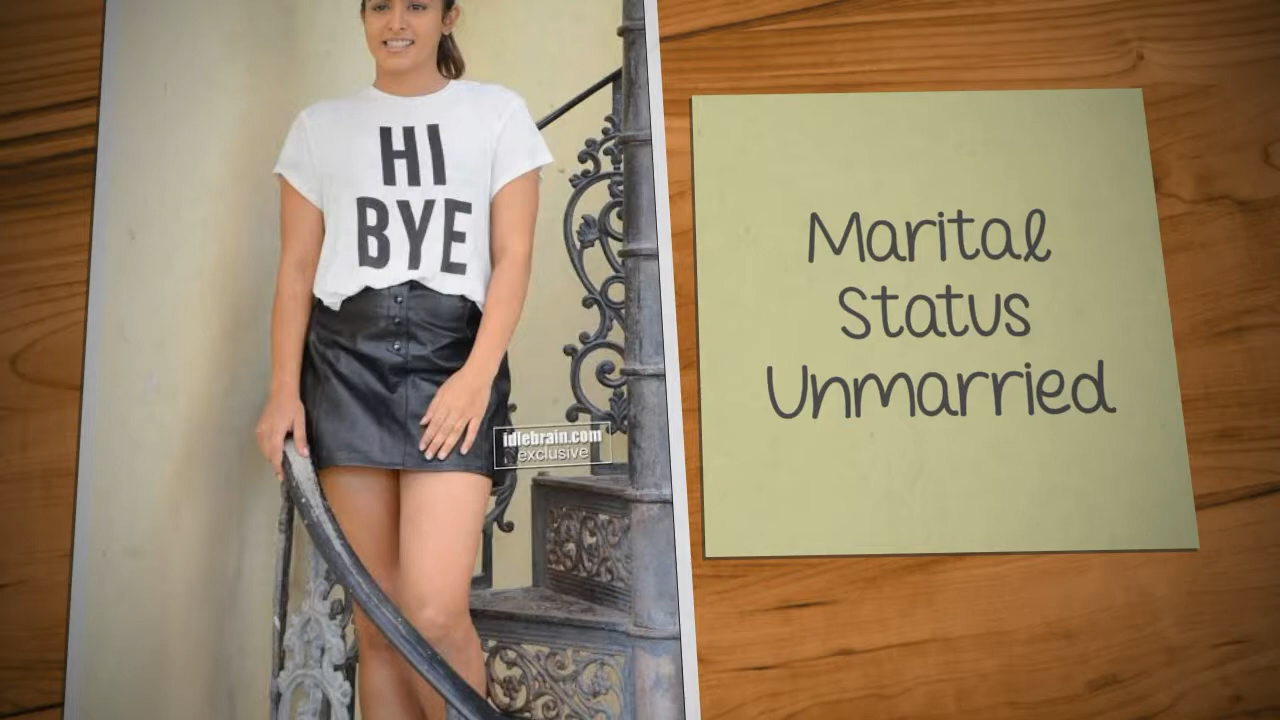 HI
BYE
idlebrain.com
exclusive
Marital
Status
Unmarried